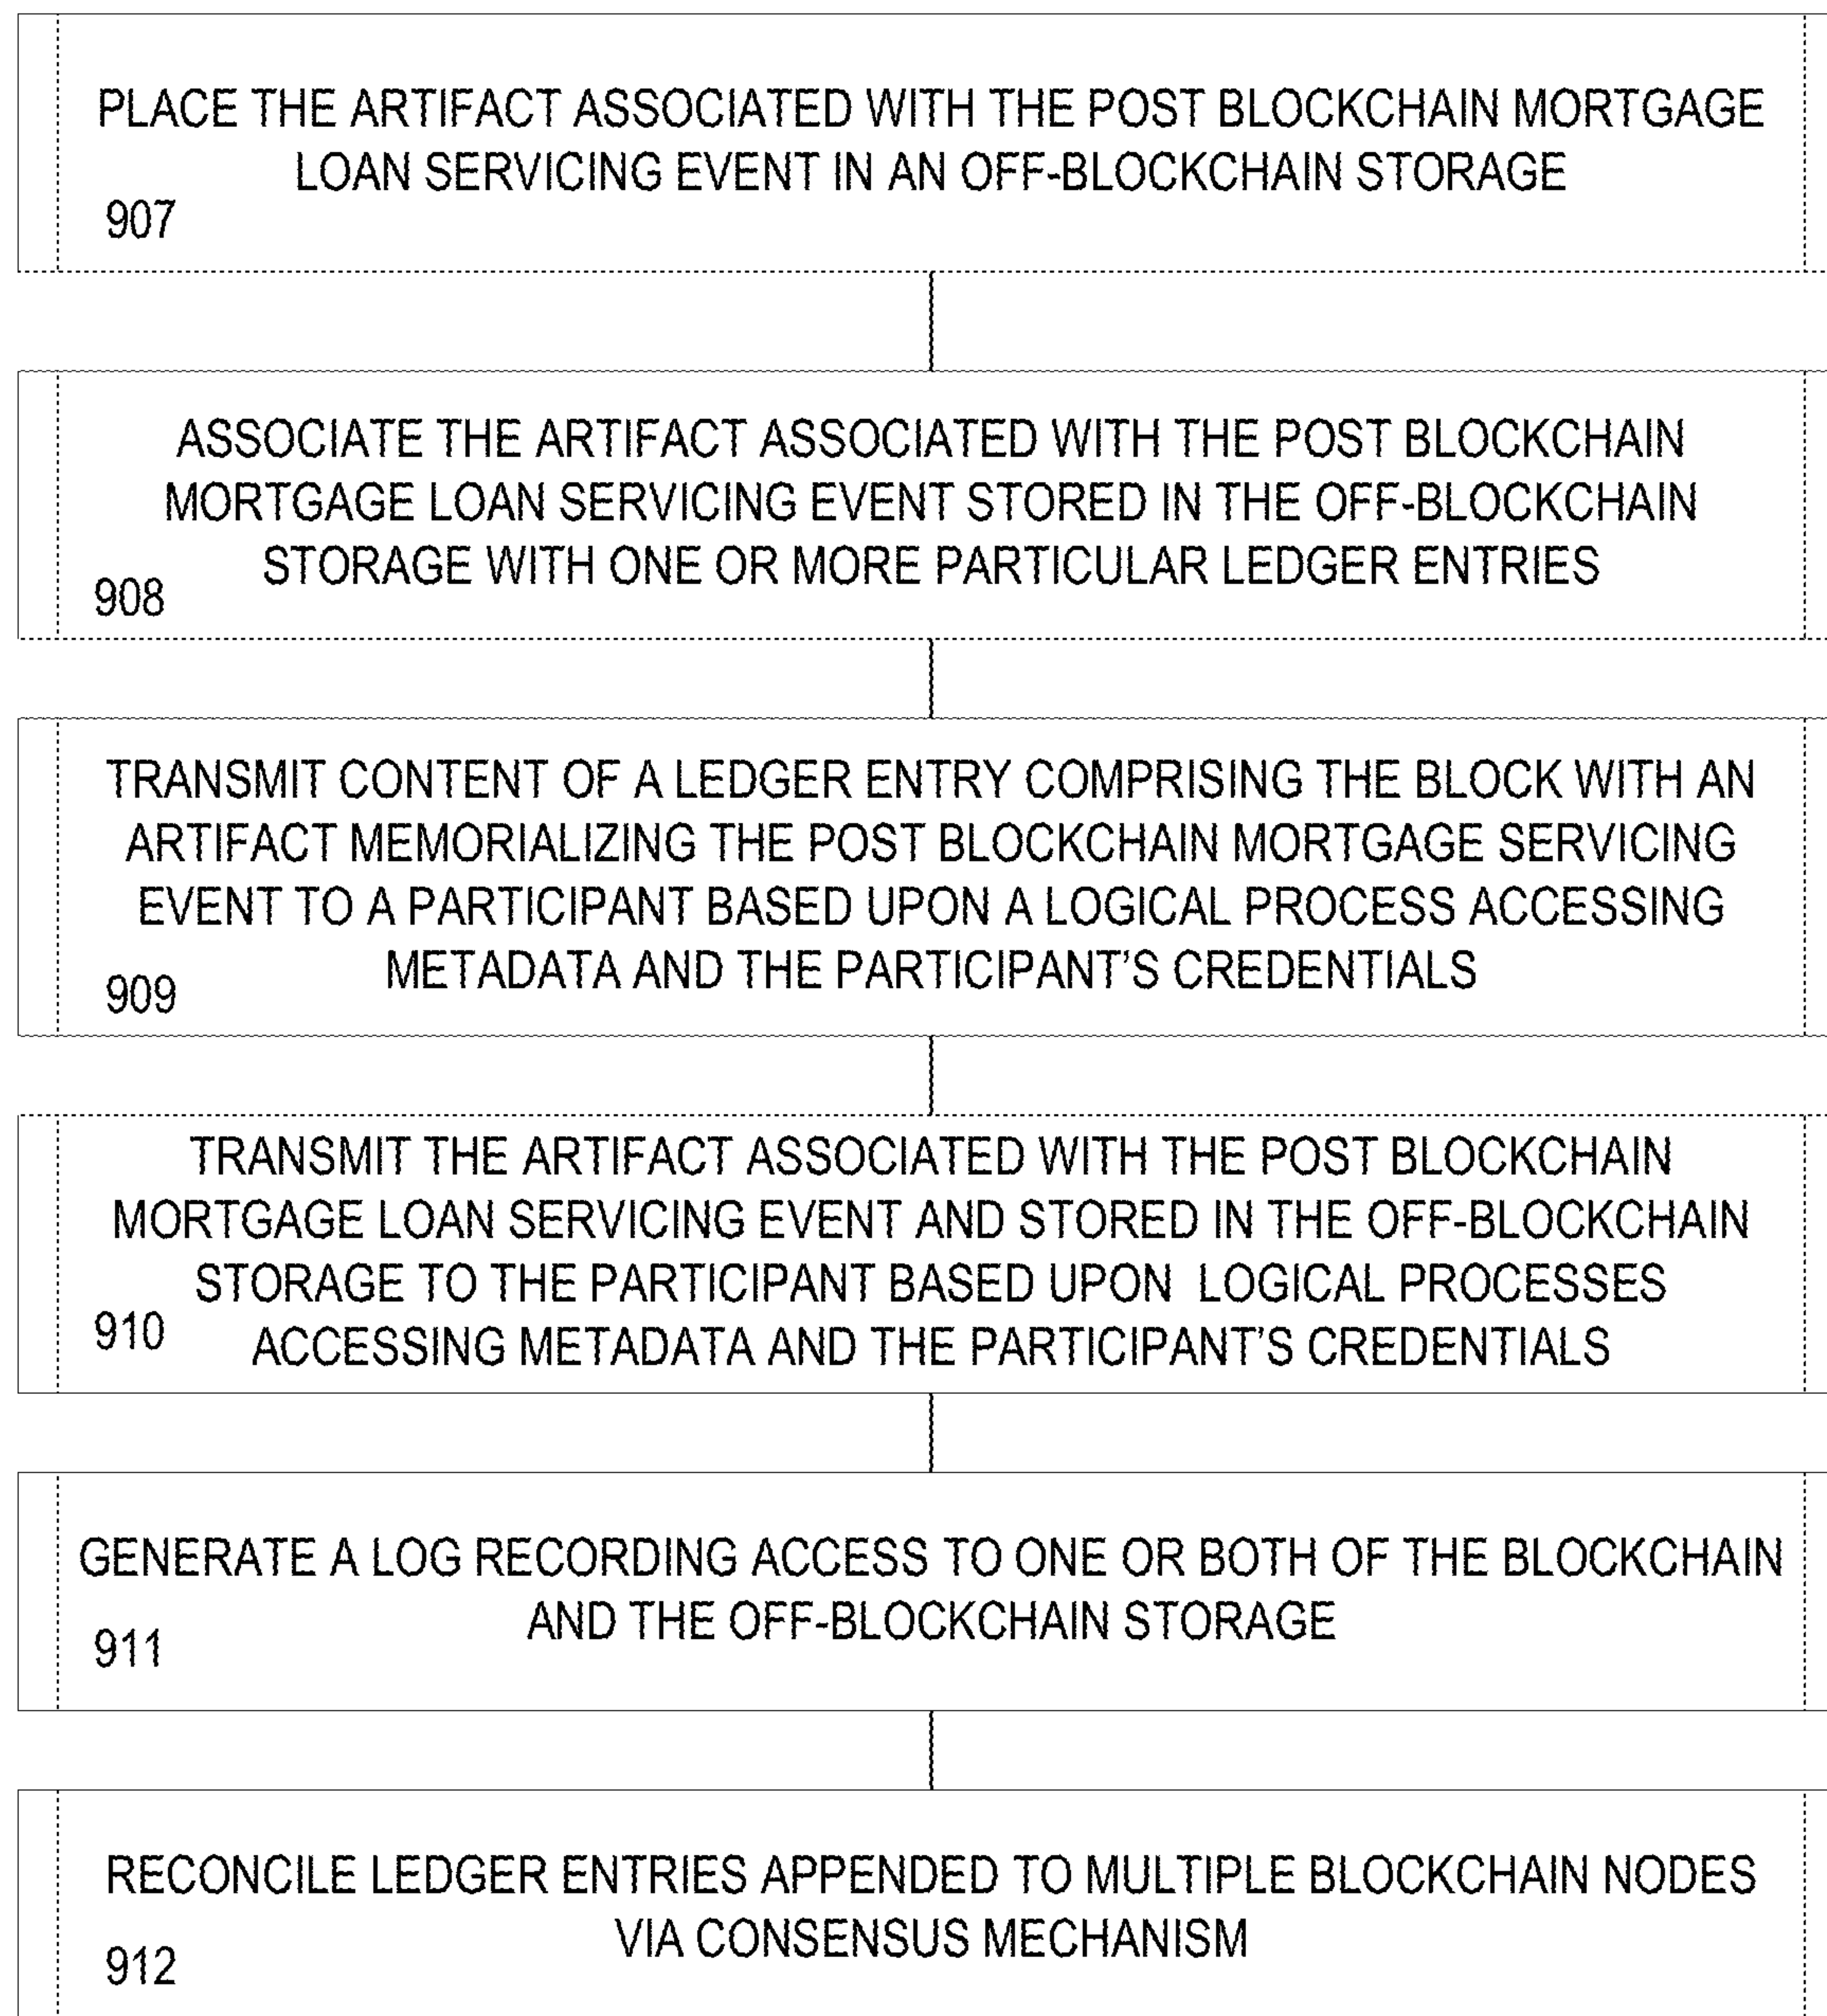 PLACE THE ARTIFACT ASSOCIATED WITH THE POST BLOCKCHAIN MORTGAGE
LOAN SERVICING EVENT IN AN OFF-BLOCKCHAIN STORAGE
907
ASSOCIATE THE ARTIFACT ASSOCIATED WITH THE POST BLOCKCHAIN
MORTGAGE LOAN SERVICING EVENT STORED IN THE OFF-BLOCKCHAIN
STORAGE WITH ONE OR MORE PARTICULAR LEDGER ENTRIES
908
TRANSMIT CONTENT OF A LEDGER ENTRY COMPRISING THE BLOCK WITH AN
ARTIFACT MEMORIALIZING THE POST BLOCKCHAIN MORTGAGE SERVICING
EVENT TO A PARTICIPANT BASED UPON A LOGICAL PROCESS ACCESSING
METADATA AND THE PARTICIPANT'S CREDENTIALS
909
TRANSMIT THE ARTIFACT ASSOCIATED WITH THE POST BLOCKCHAIN
MORTGAGE LOAN SERVICING EVENT AND STORED IN THE OFF-BLOCKCHAIN
STORAGE TO THE PARTICIPANT BASED UPON LOGICAL PROCESSES
910
ACCESSING METADATA AND THE PARTICIPANT'S CREDENTIALS
GENERATE A LOG RECORDING ACCESS TO ONE OR BOTH OF THE BLOCKCHAIN
AND THE OFF-BLOCKCHAIN STORAGE
911
RECONCILE LEDGER ENTRIES APPENDED TO MULTIPLE BLOCKCHAIN NODES
VIA CONSENSUS MECHANISM
912